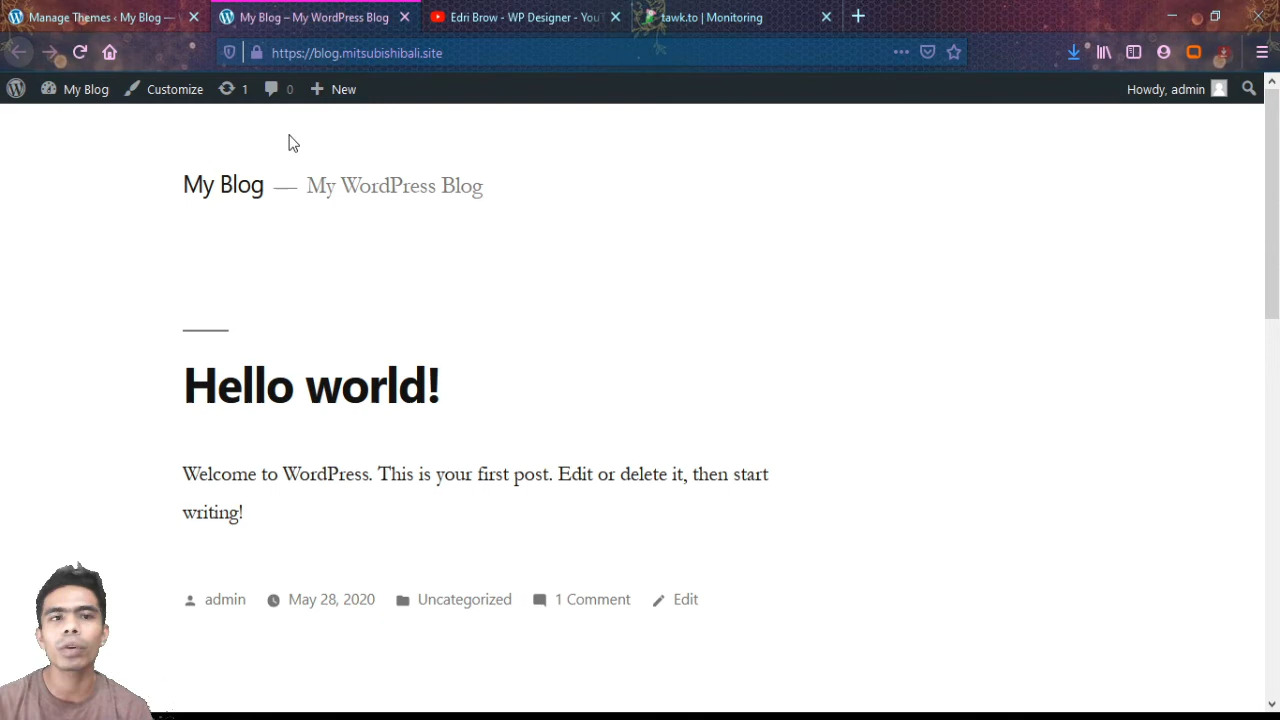 Manage Themes ‹ My Blog —
My Blog – My WordPress Blog
Edri Brow - WP Designer - You
tawk.to | Monitoring
https://blog.mitsubishibali.site
My Blog
Customize
1
0
New
Howdy, admin
My Blog — My WordPress Blog
Hello world!
Welcome to WordPress. This is your first post. Edit or delete it, then start
writing!
admin
May 28, 2020
Uncategorized
1 Comment
Edit